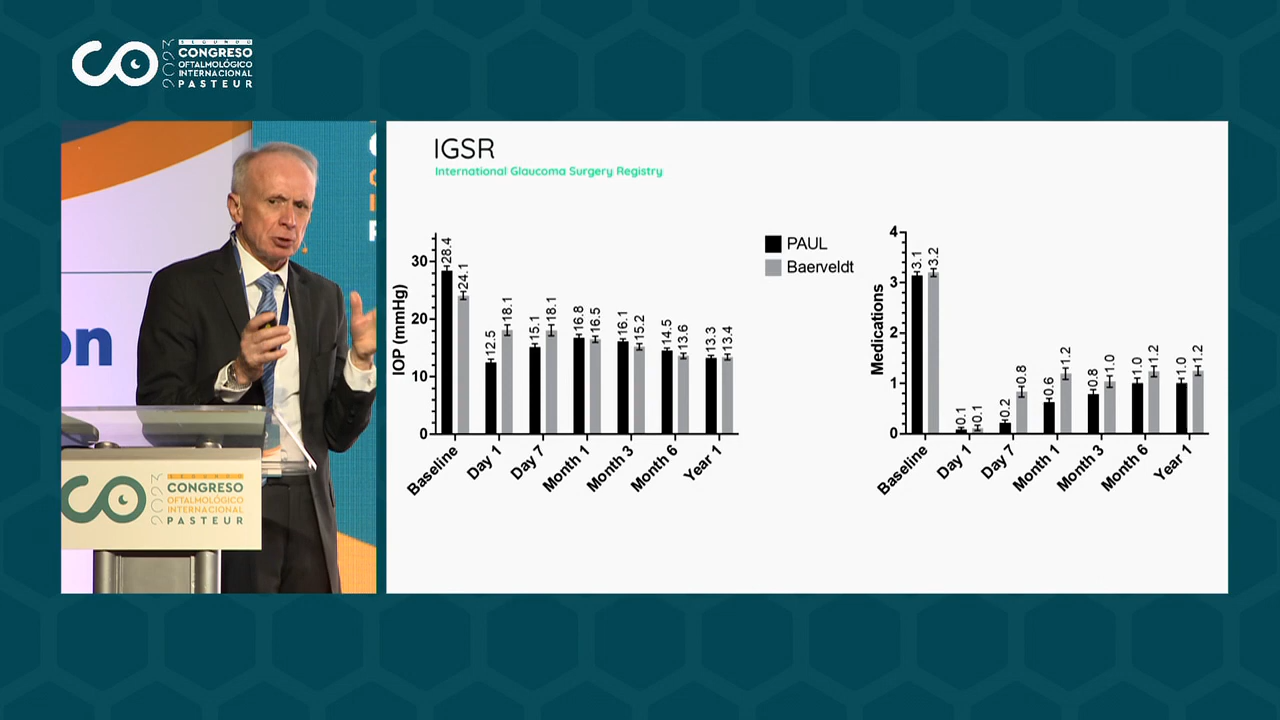 2023
SEGUNDO
CONGRESO
OFTALMOLÓGICO
INTERNACIONAL
PASTEUR
on
2023
SEGUNDO
CONGRESO
OFTALMOLÓGICO
INTERNACIONAL
PASTEUR
IGSR
International Glaucoma Surgery Registry
IOP (mmHg)
30
20
10
0
28.4
24.1
12.5
18.1
15.1
18.1
16.8
16.5
16.1
15.2
14.5
13.6
13.3
13.4
Baseline
Day 1
Day 7
Month 1
Month 3
Month 6
Year 1
PAUL
Baerveldt
Medications
4
3
2
1
0
3.1
3.2
0.1
0.1
0.2
0.8
0.6
1.2
0.8
1.0
1.0
1.2
1.0
1.2
Baseline
Day 1
Day 7
Month 1
Month 3
Month 6
Year 1